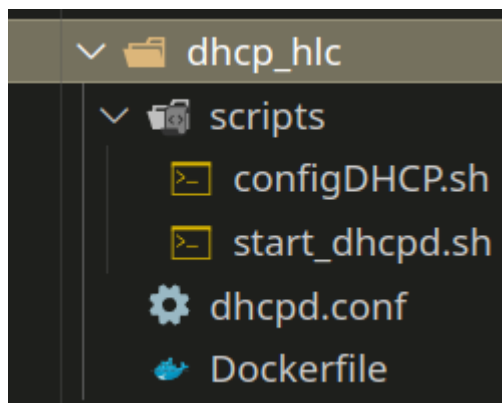 dhcp_hlc
scripts
configDHCP.sh
start_dhcpd.sh
dhcpd.conf
Dockerfile